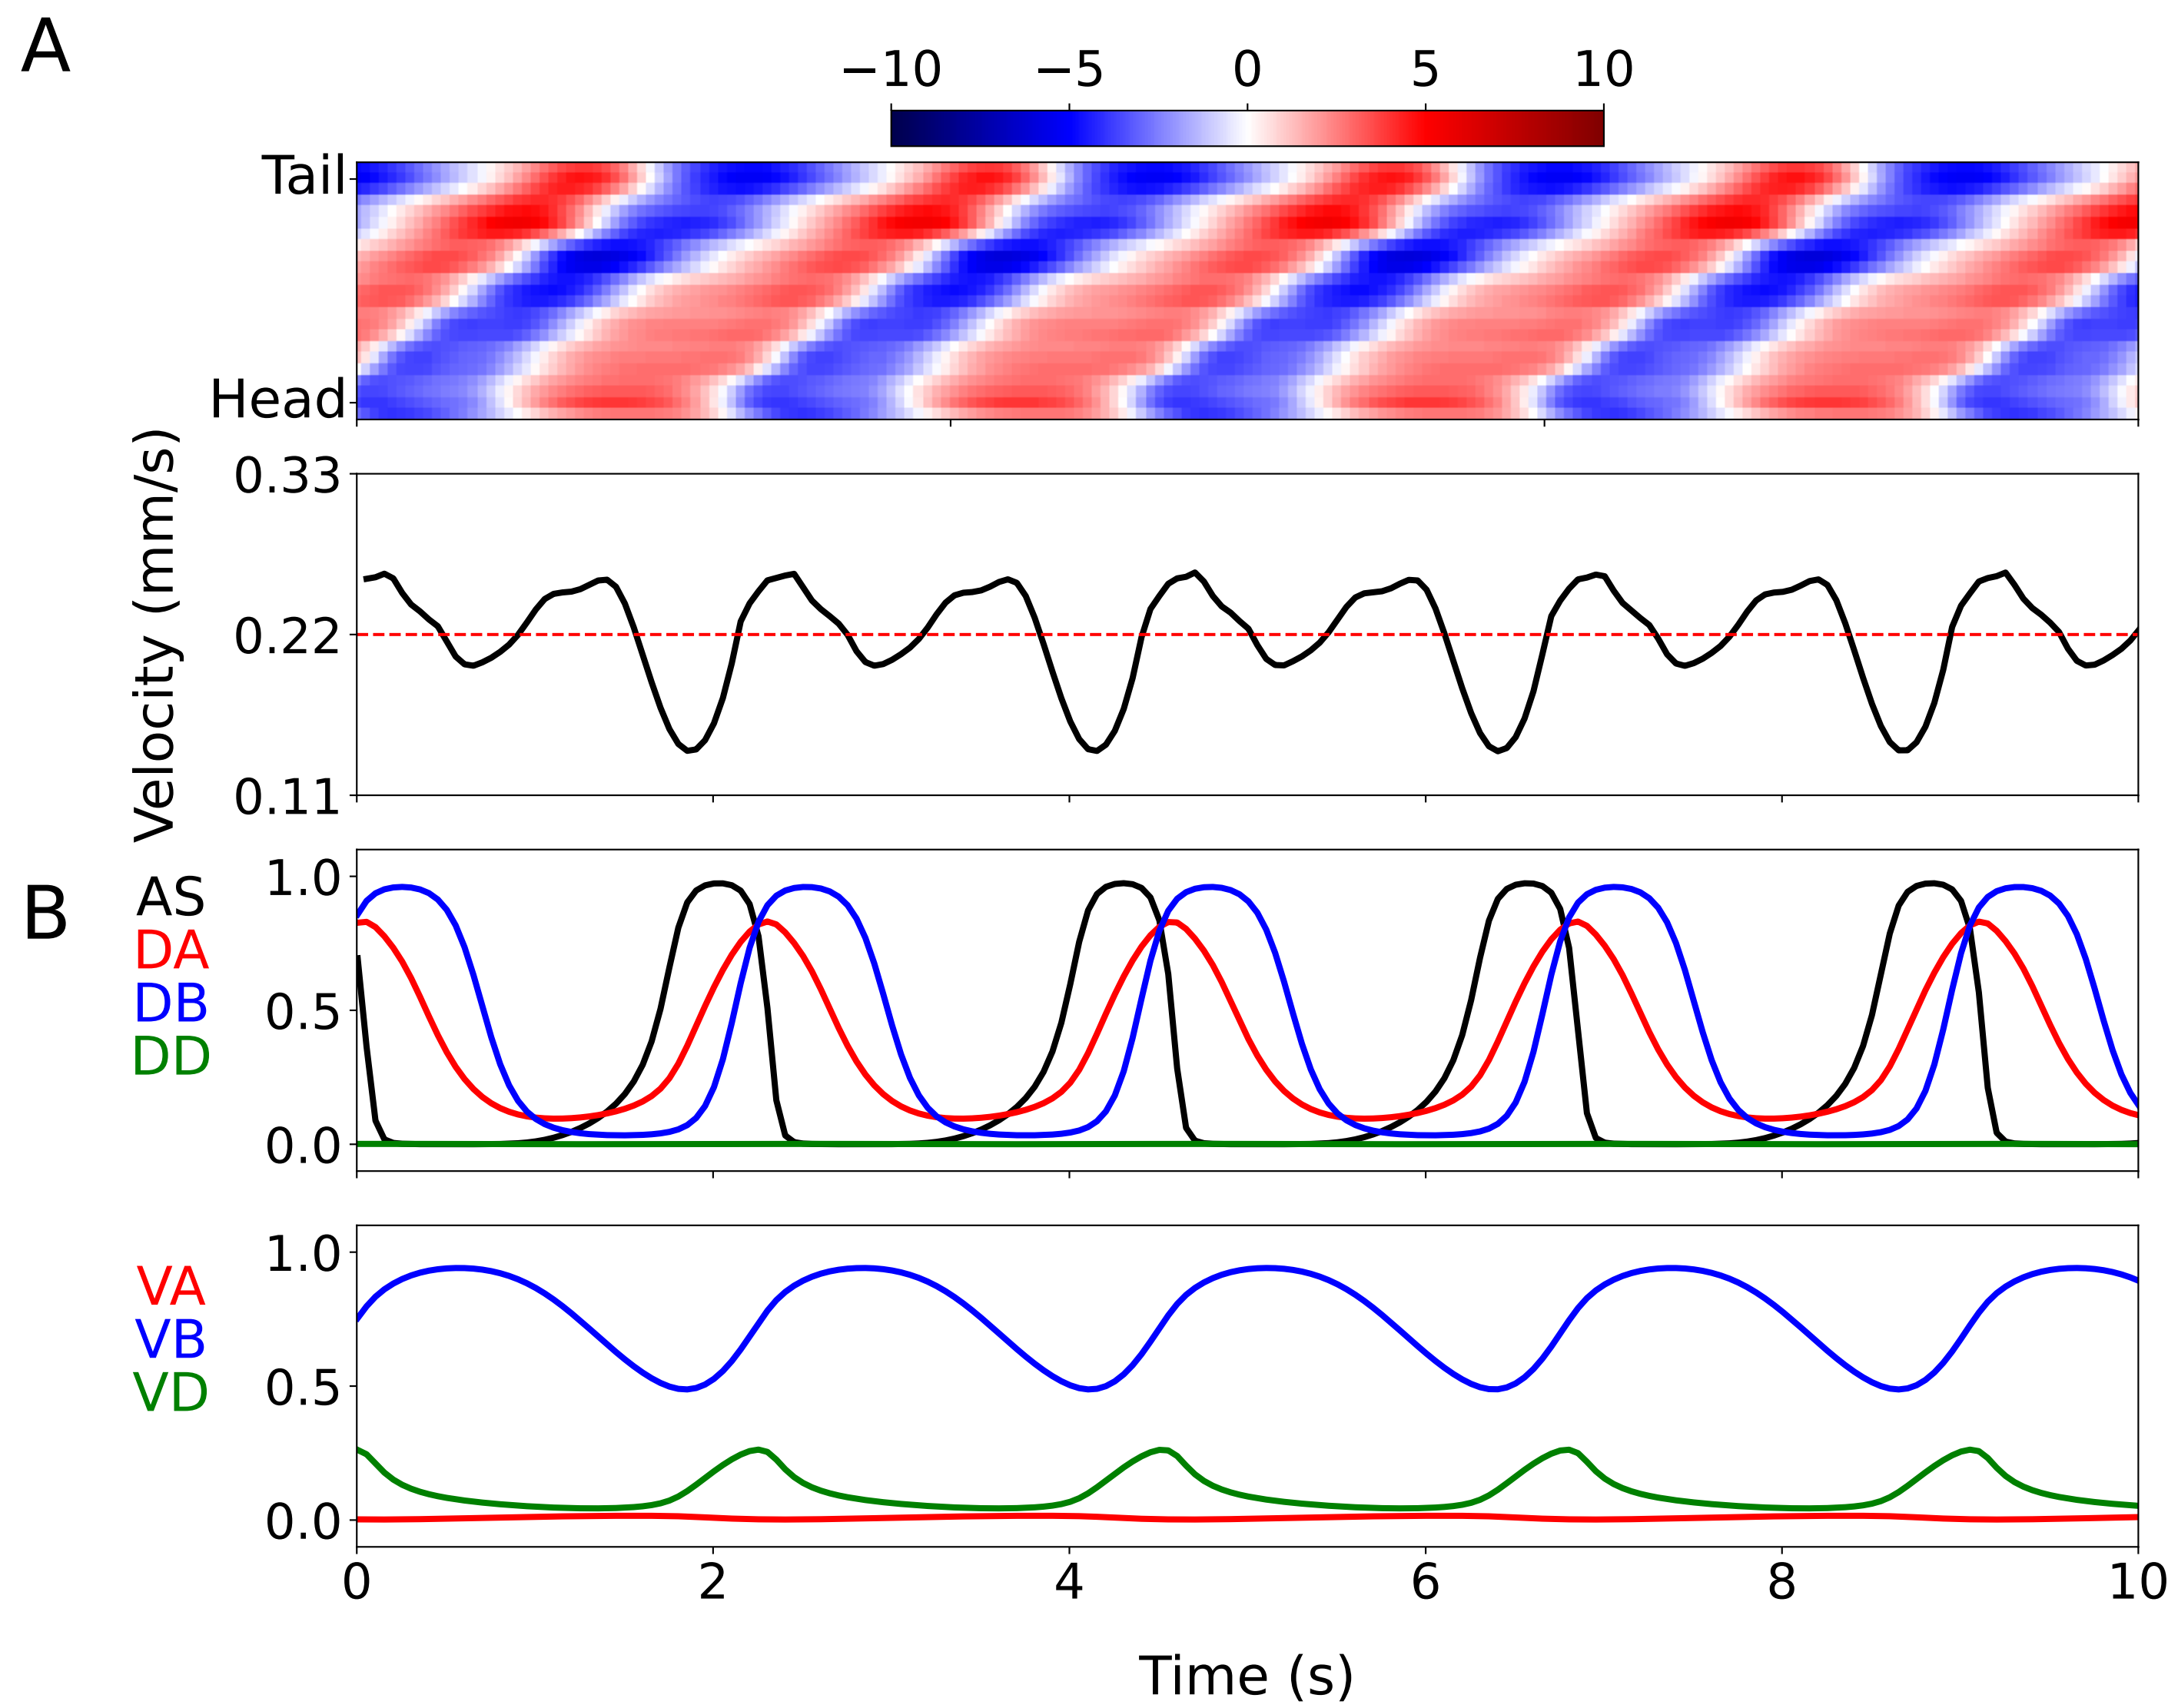 A
−10 −5 0 5 10
Tail
Head
Velocity (mm/s)
0.33
0.22
0.11
B
AS
DA
DB
DD
1.0
0.5
0.0
VA
VB
VD
1.0
0.5
0.0
0 2 4 6 8 10
Time (s)